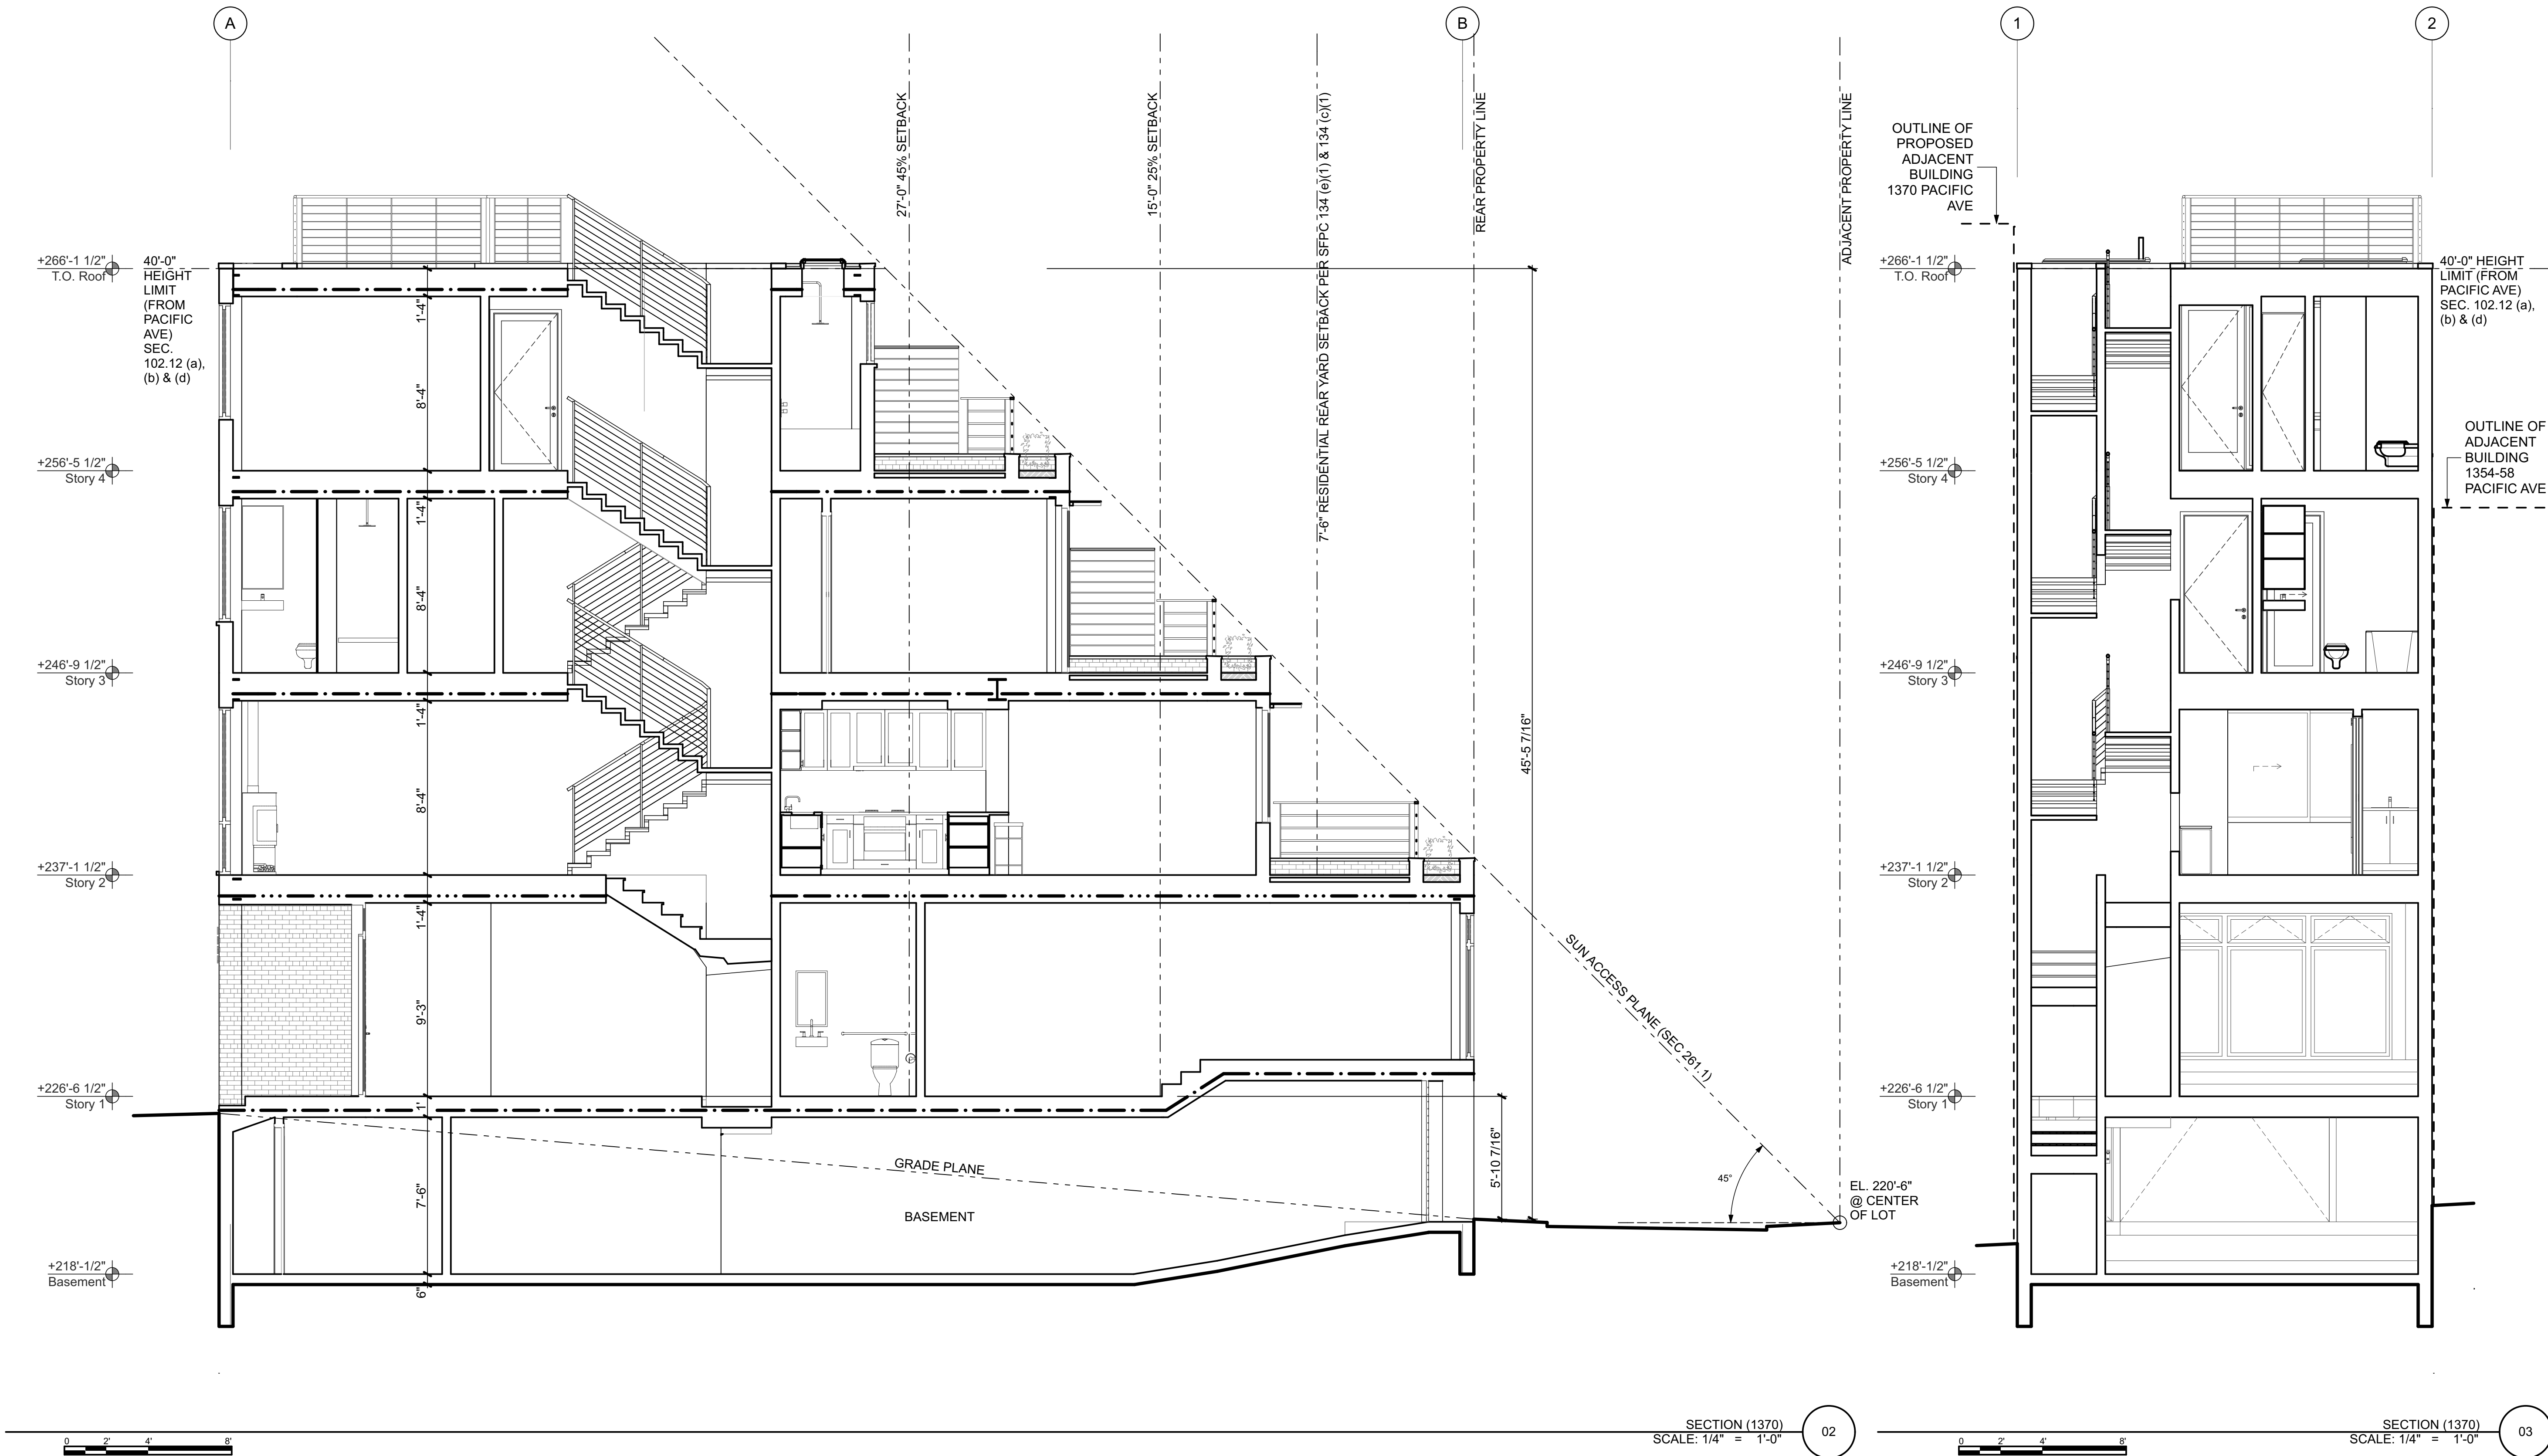 A
B
1
2
27'-0" 45% SETBACK
15'-0" 25% SETBACK
7'-6" RESIDENTIAL REAR YARD SETBACK PER SFPC 134 (e)(1) & 134 (c)(1)
REAR PROPERTY LINE
ADJACENT PROPERTY LINE
+266'-1 1/2"
T.O. Roof
40'-0"
HEIGHT
LIMIT
(FROM
PACIFIC
AVE)
SEC.
102.12 (a),
(b) & (d)
+256'-5 1/2"
Story 4
+246'-9 1/2"
Story 3
+237'-1 1/2"
Story 2
+226'-6 1/2"
Story 1
+218'-1/2"
Basement
1'-4"
8'-4"
1'-4"
8'-4"
1'-4"
8'-4"
1'-4"
9'-3"
1'
7'-6"
6"
45'-5 7/16"
5'-10 7/16"
SUN ACCESS PLANE (SEC 261.1)
45°
GRADE PLANE
BASEMENT
EL. 220'-6"
@ CENTER
OF LOT
OUTLINE OF
PROPOSED
ADJACENT
BUILDING
1370 PACIFIC
AVE
+266'-1 1/2"
T.O. Roof
+256'-5 1/2"
Story 4
+246'-9 1/2"
Story 3
+237'-1 1/2"
Story 2
+226'-6 1/2"
Story 1
+218'-1/2"
Basement
40'-0" HEIGHT
LIMIT (FROM
PACIFIC AVE)
SEC. 102.12 (a),
(b) & (d)
OUTLINE OF
ADJACENT
BUILDING
1354-58
PACIFIC AVE
0 2' 4' 8'
SECTION (1370)
SCALE: 1/4" = 1'-0"
02
0 2' 4' 8'
SECTION (1370)
SCALE: 1/4" = 1'-0"
03